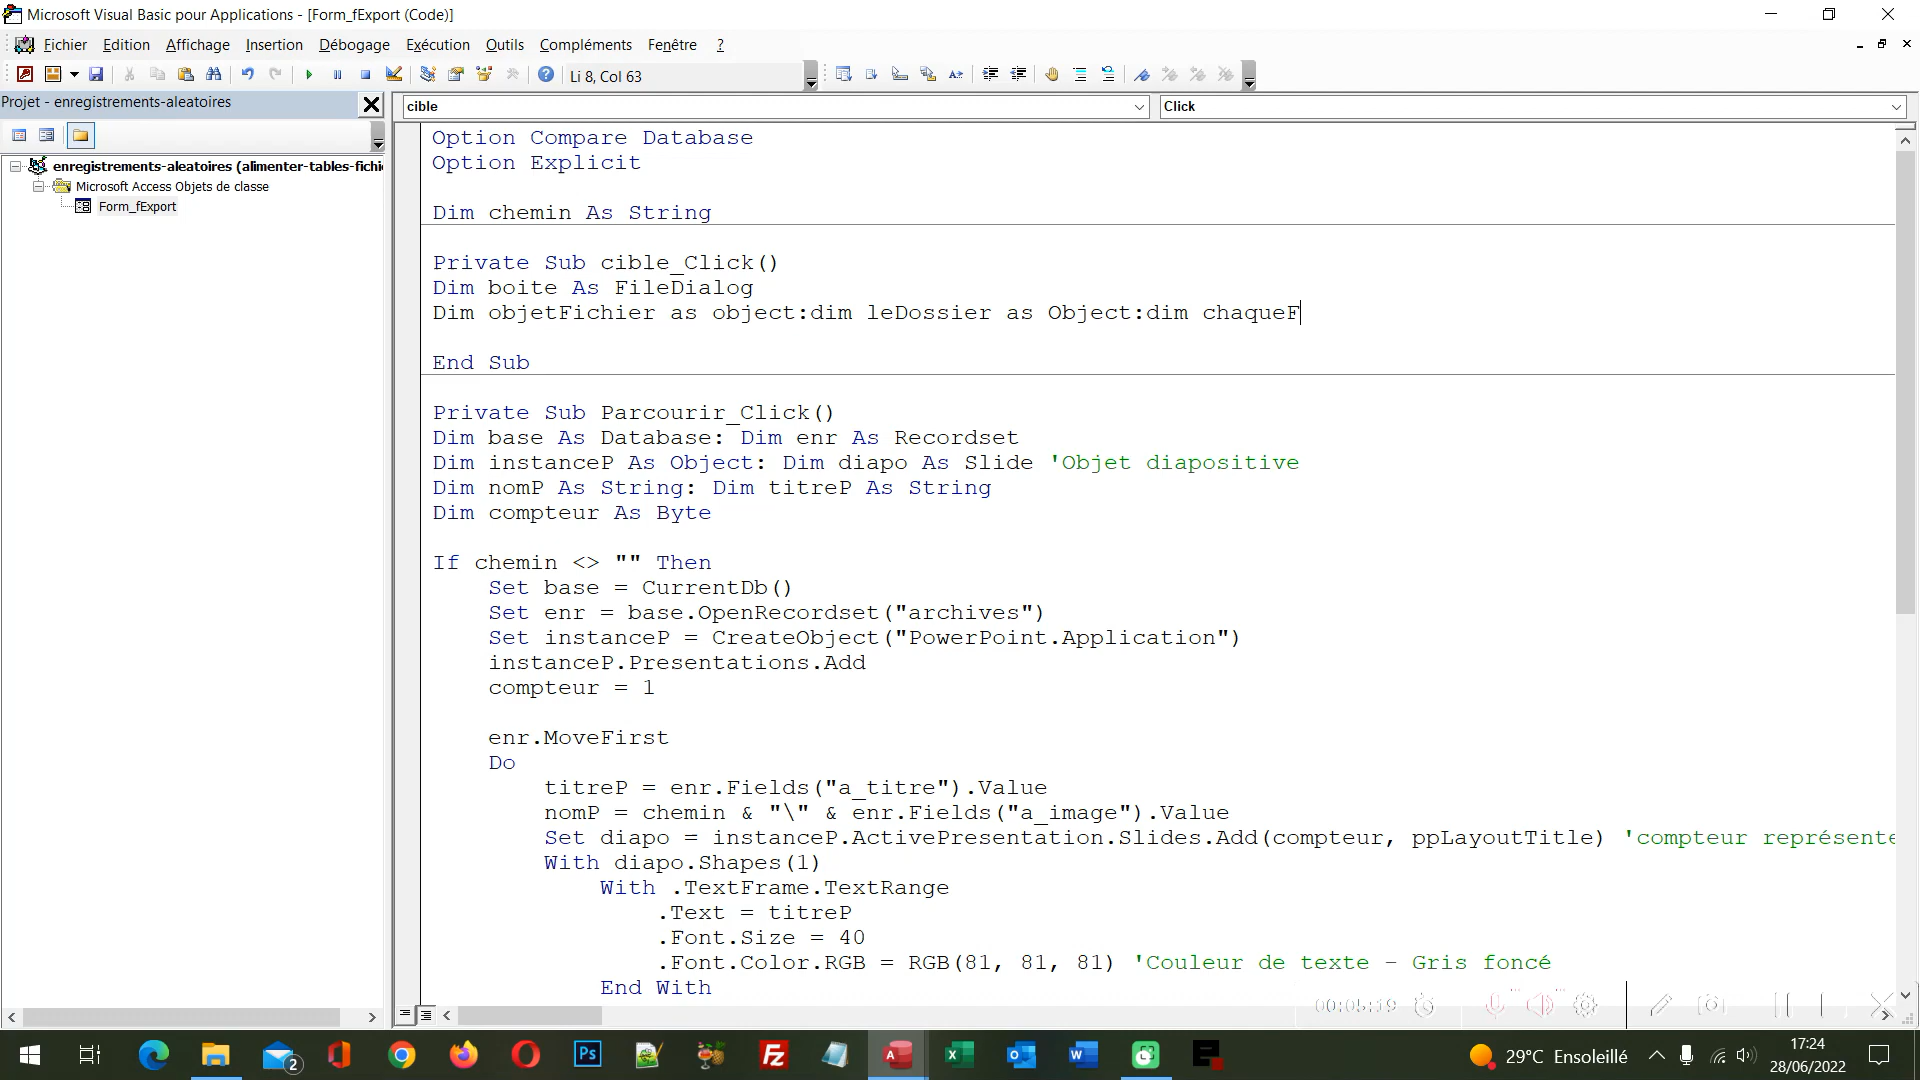 Microsoft Visual Basic pour Applications - [Form_fExport (Code)]
Fichier Edition Affichage Insertion Débogage Exécution Outils Compléments Fenêtre ?
Li 8, Col 63
Projet - enregistrements-aleatoires
cible
Click
enregistrements-aleatoires (alimenter-tables-fichi
Microsoft Access Objets de classe
Form_fExport
Option Compare Database
Option Explicit
Dim chemin As String
Private Sub cible_Click()
Dim boite As FileDialog
Dim objetFichier as object:dim leDossier as Object:dim chaqueF
End Sub
Private Sub Parcourir_Click()
Dim base As Database: Dim enr As Recordset
Dim instanceP As Object: Dim diapo As Slide 'Objet diapositive
Dim nomP As String: Dim titreP As String
Dim compteur As Byte
If chemin <> "" Then
Set base = CurrentDb()
Set enr = base.OpenRecordset("archives")
Set instanceP = CreateObject("PowerPoint.Application")
instanceP.Presentations.Add
compteur = 1
enr.MoveFirst
Do
titreP = enr.Fields("a_titre").Value
nomP = chemin & "\" & enr.Fields("a_image").Value
Set diapo = instanceP.ActivePresentation.Slides.Add(compteur, ppLayoutTitle) 'compteur représente
With diapo.Shapes(1)
With .TextFrame.TextRange
.Text = titreP
.Font.Size = 40
.Font.Color.RGB = RGB(81, 81, 81) 'Couleur de texte - Gris foncé
End With
00:05:19
2
29°C Ensoleillé
17:24
28/06/2022